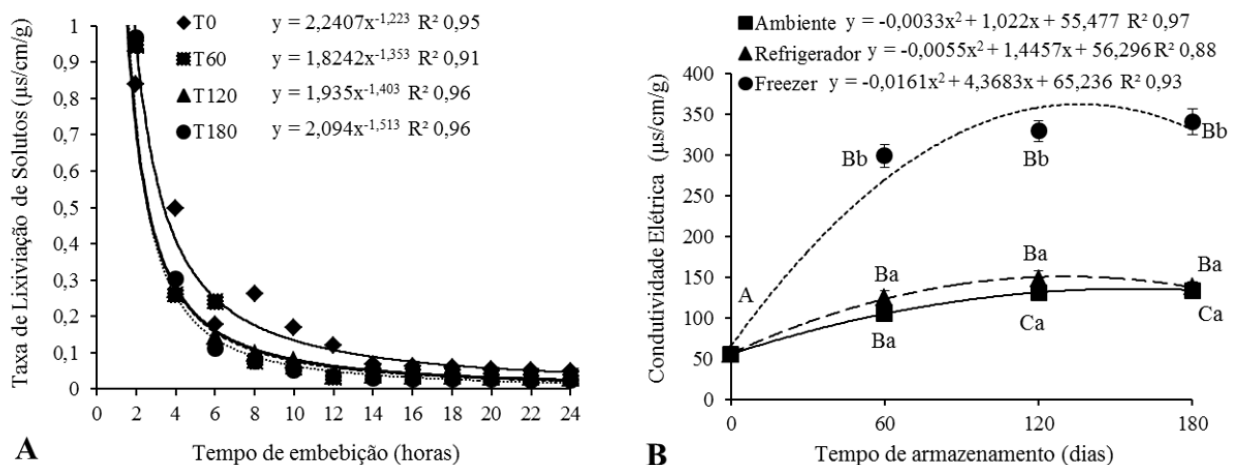 Taxa de Lixiviação de Solutos (µs/cm/g)
1
0,9
0,8
0,7
0,6
0,5
0,4
0,3
0,2
0,1
0
T0 y = 2,2407x^-1,223 R² 0,95
T60 y = 1,8242x^-1,353 R² 0,91
T120 y = 1,935x^-1,403 R² 0,96
T180 y = 2,094x^-1,513 R² 0,96
0 2 4 6 8 10 12 14 16 18 20 22 24
Tempo de embebição (horas)
A
Ambiente y = -0,0033x² + 1,022x + 55,477 R² 0,97
Refrigerador y = -0,0055x² + 1,4457x + 56,296 R² 0,88
Freezer y = -0,0161x² + 4,3683x + 65,236 R² 0,93
Condutividade Elétrica (µs/cm/g)
400
350
300
250
200
150
100
50
0
Bb
Bb
Bb
A
Ba
Ba
Ba
Ba
Ca
Ca
0 60 120 180
Tempo de armazenamento (dias)
B